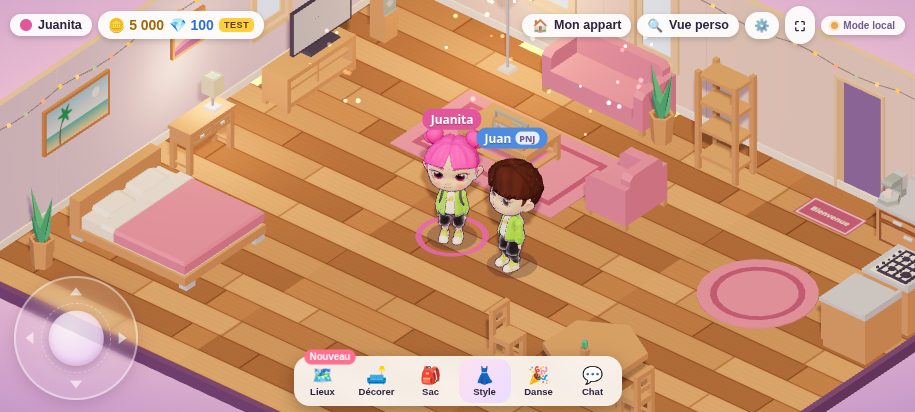 Juanita
5 000 100 TEST
Mon appart
Vue perso
Mode local
Juanita
Juan PNJ
Bienvenue
Nouveau
Lieux
Décorer
Sac
Style
Danse
Chat